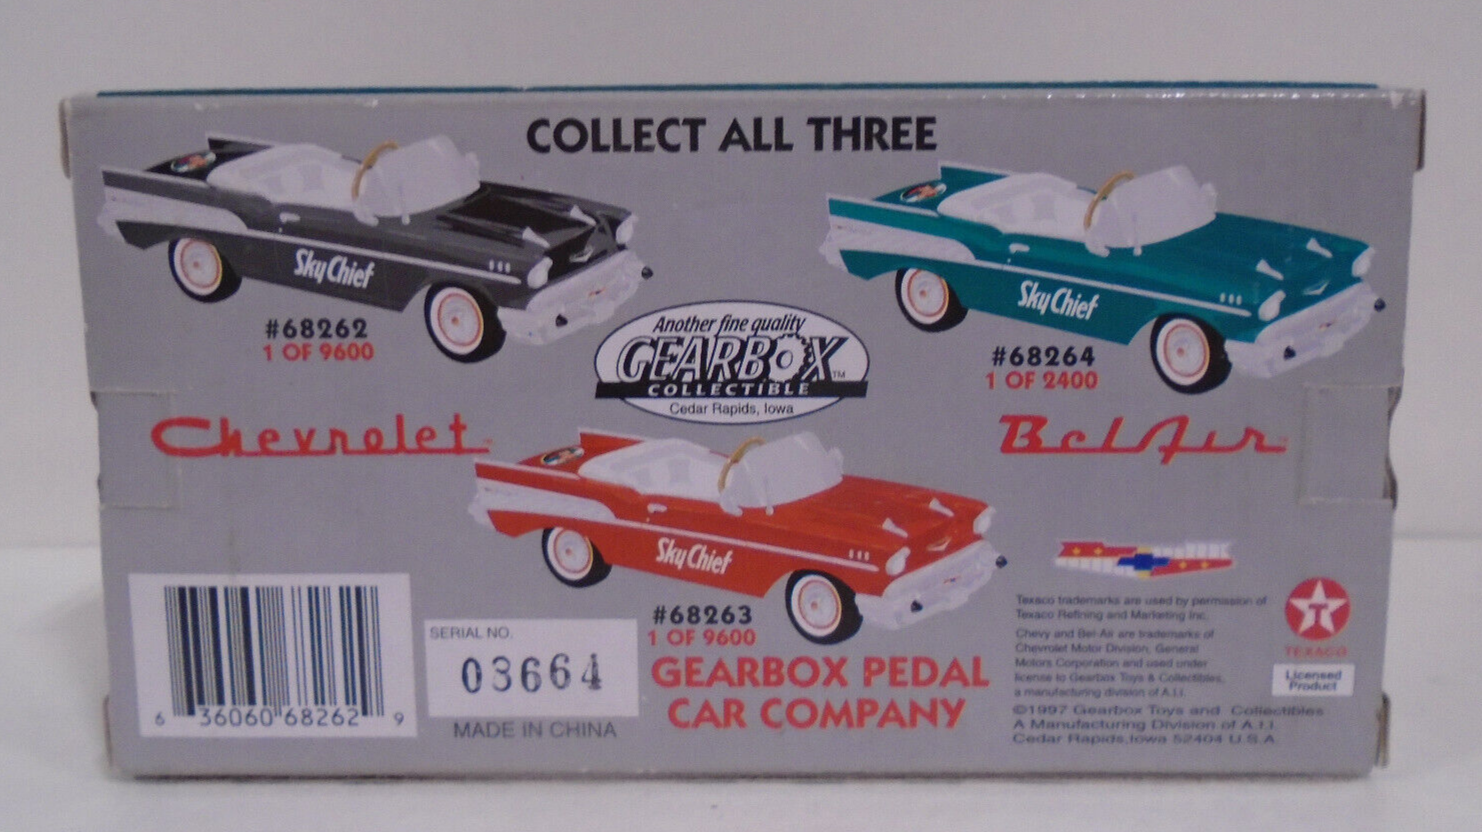 COLLECT ALL THREE
Sky Chief
#68262
1 OF 9600
Sky Chief
#68264
1 OF 2400
Another fine quality
GEARBOX™
COLLECTIBLE
Cedar Rapids, Iowa
Chevrolet
Bel Air
Sky Chief
#68263
1 OF 9600
GEARBOX PEDAL
CAR COMPANY
6 36060 68262 9
SERIAL NO.
03664
MADE IN CHINA
Texaco trademarks are used by permission of
Texaco Refining and Marketing Inc.
Chevy and Bel-Air are trademarks of
Chevrolet Motor Division, General
Motors Corporation and used under
license to Gearbox Toys & Collectibles,
a manufacturing division of A.I.I.
©1997 Gearbox Toys and Collectibles
A Manufacturing Division of A.I.I.
Cedar Rapids, Iowa 52404 U.S.A.
T
TEXACO
Licensed
Product